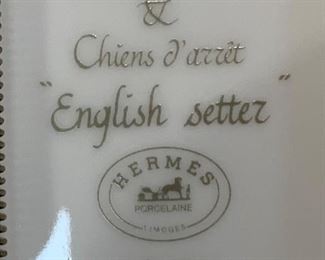 &
Chiens d'arrêt
"English setter"
HERMES
PORCELAINE
LIMOGES